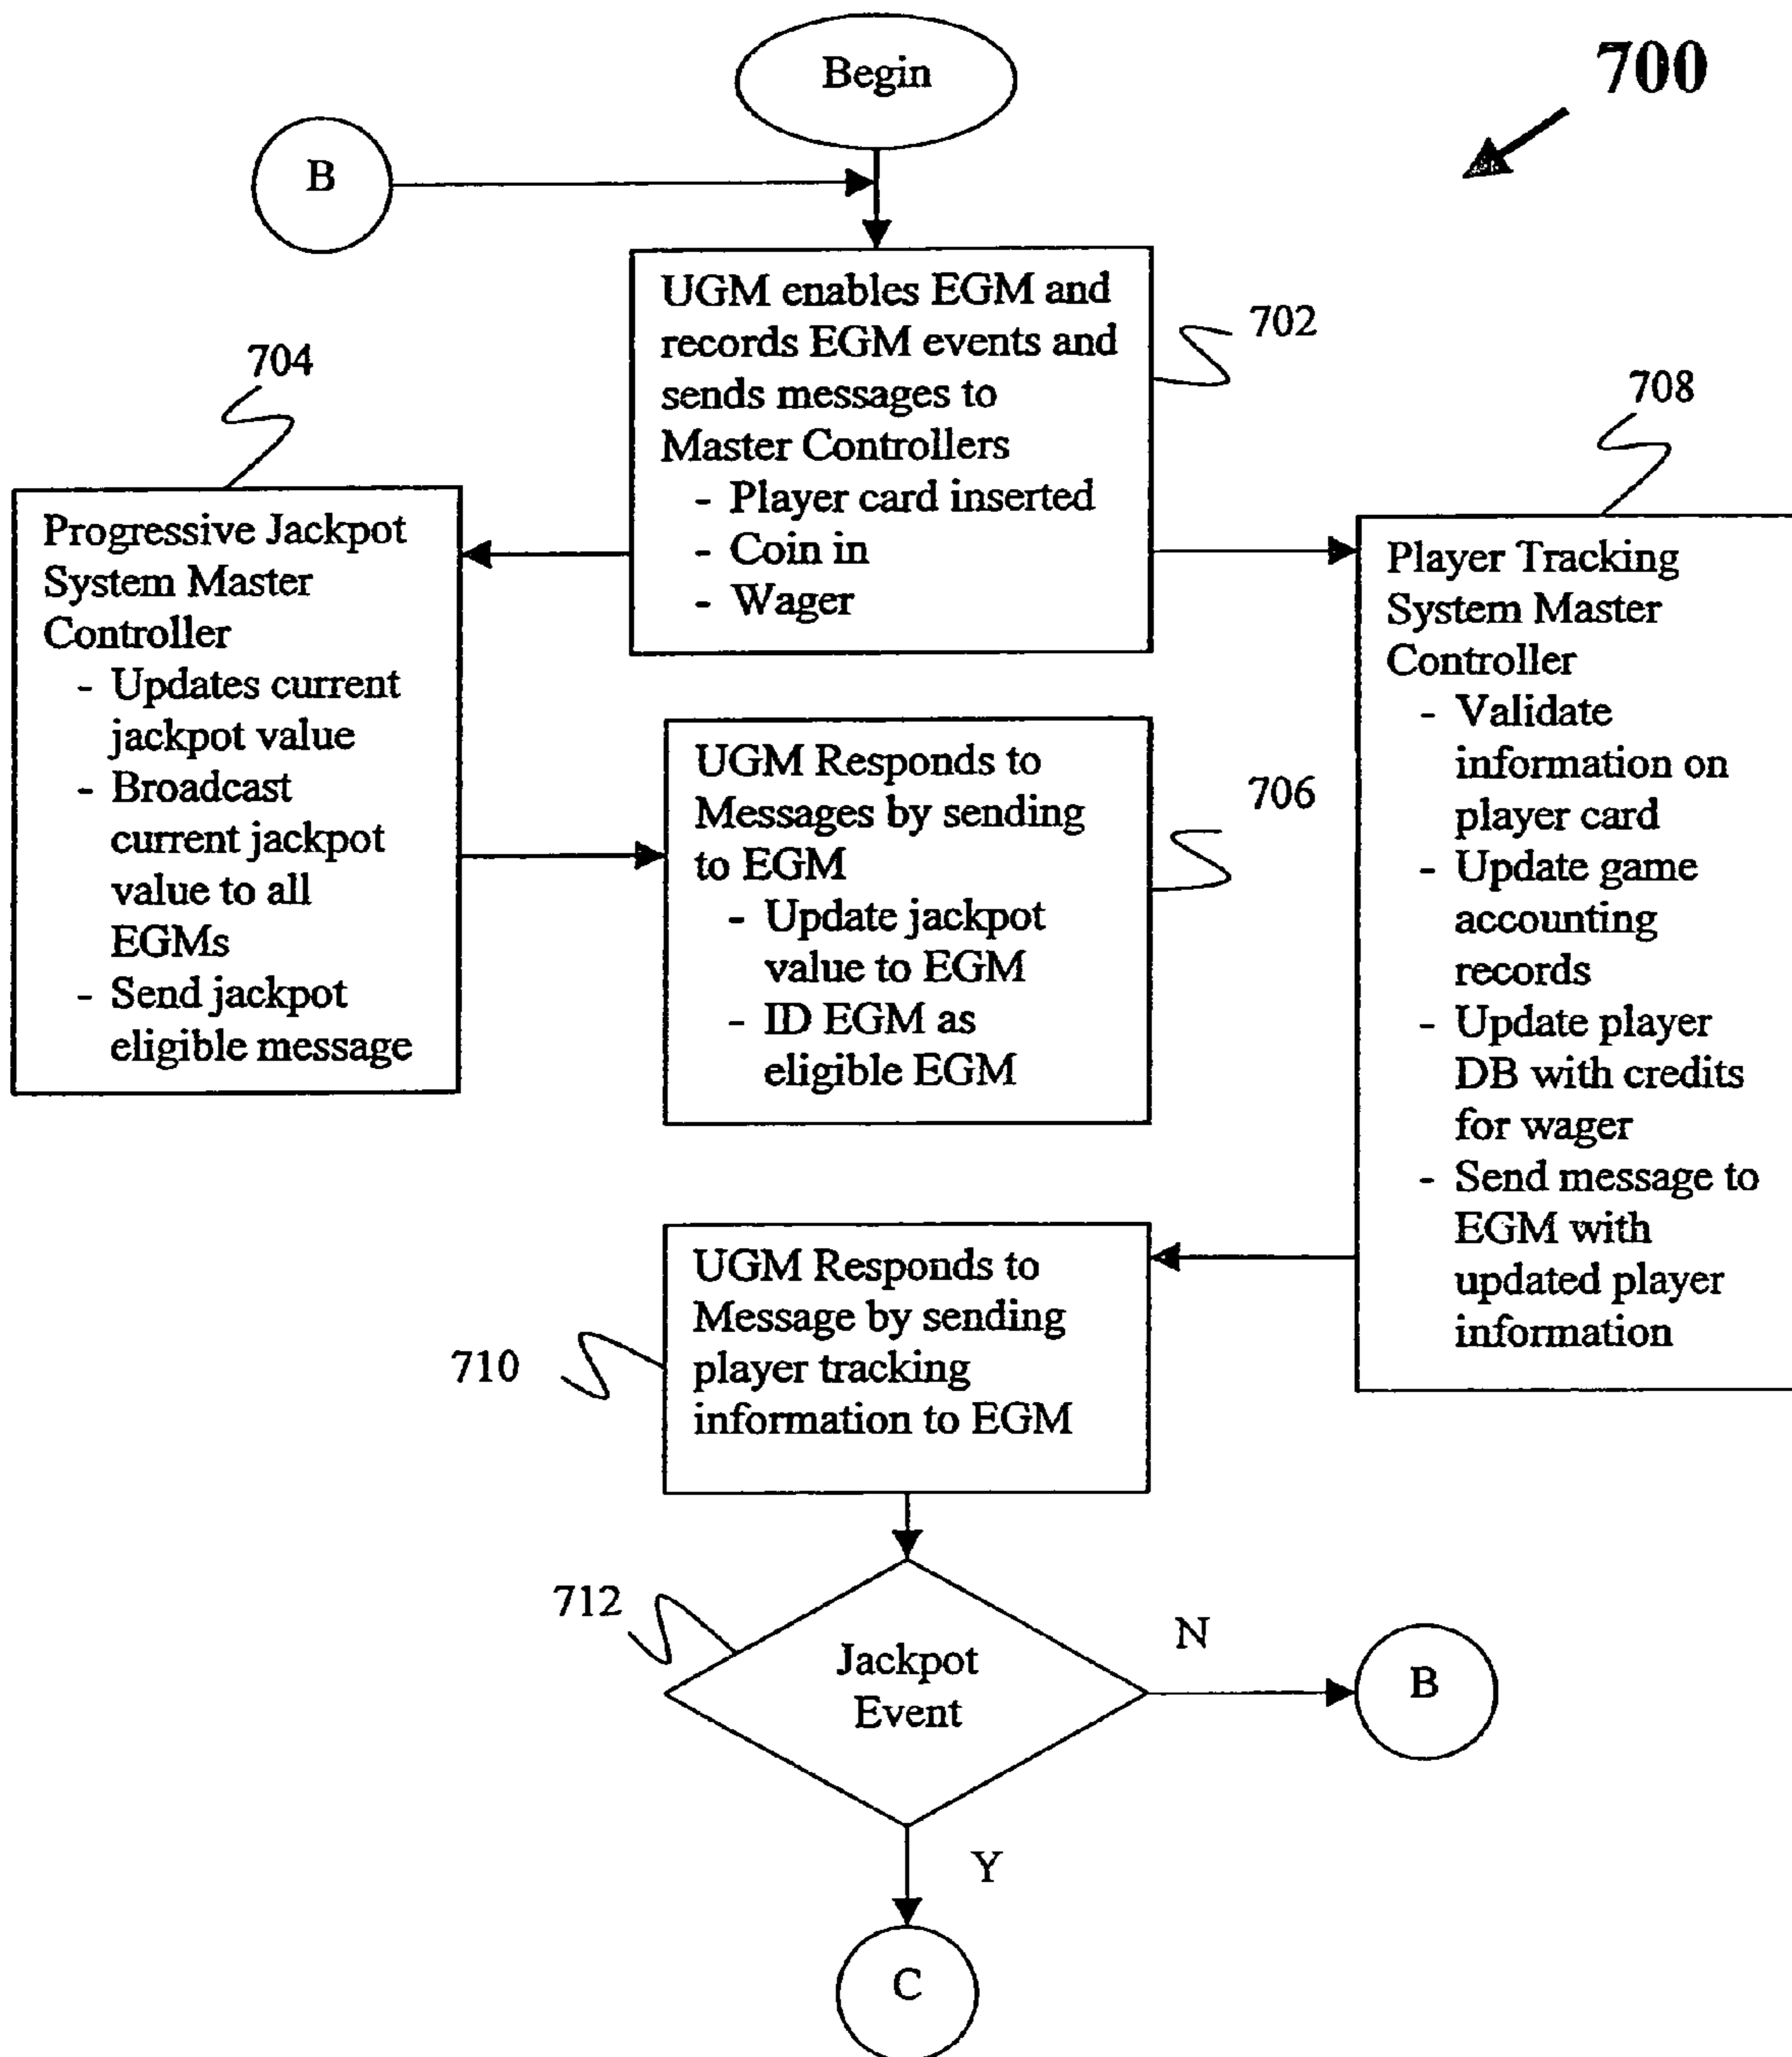 Begin
700
B
UGM enables EGM and
records EGM events and
sends messages to
Master Controllers
- Player card inserted
- Coin in
- Wager
702
704
Progressive Jackpot
System Master
Controller
- Updates current
jackpot value
- Broadcast
current jackpot
value to all
EGMs
- Send jackpot
eligible message
708
Player Tracking
System Master
Controller
- Validate
information on
player card
- Update game
accounting
records
- Update player
DB with credits
for wager
- Send message to
EGM with
updated player
information
UGM Responds to
Messages by sending
to EGM
- Update jackpot
value to EGM
- ID EGM as
eligible EGM
706
UGM Responds to
Message by sending
player tracking
information to EGM
710
712
Jackpot
Event
N
B
Y
C